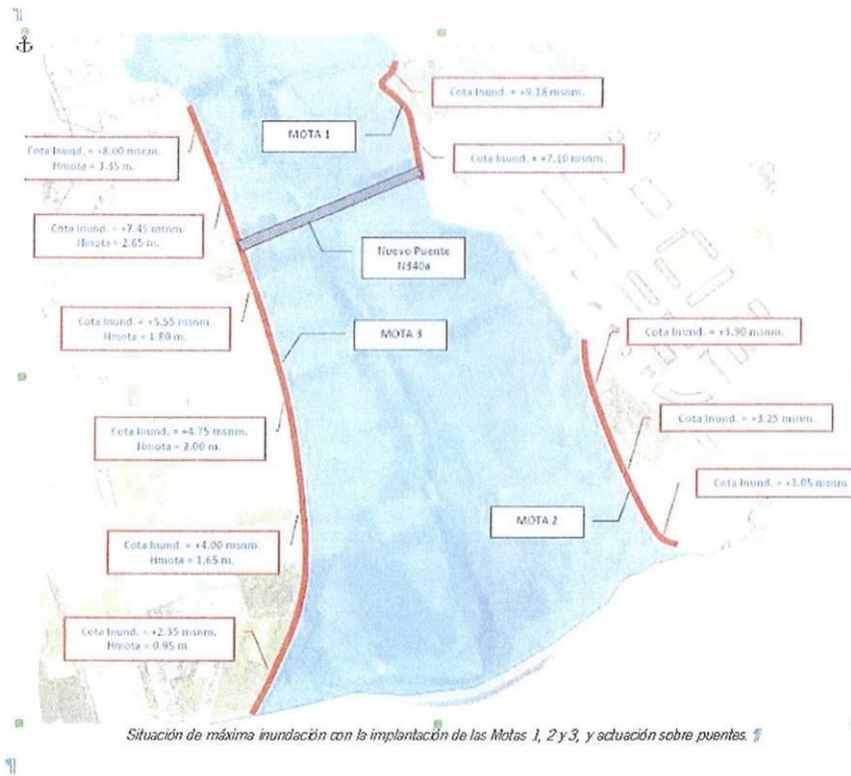 Cota Inund. = +9.18 msnm.
MOTA 1
Cota Inund. = +8.00 msnm.
Hmota = 3.35 m.
Cota Inund. = +7.10 msnm.
Cota Inund. = +7.45 msnm.
Hmota = 2.65 m.
Nuevo Puente
N340a
Cota Inund. = +5.55 msnm.
Hmota = 1.80 m.
MOTA 3
Cota Inund. = +3.90 msnm.
Cota Inund. = +4.75 msnm.
Hmota = 2.00 m.
Cota Inund. = +3.25 msnm.
Cota Inund. = +3.05 msnm.
MOTA 2
Cota Inund. = +4.00 msnm.
Hmota = 1.65 m.
Cota Inund. = +2.35 msnm.
Hmota = 0.95 m
Situación de máxima inundación con la implantación de las Motas 1, 2 y 3, y actuación sobre puentes. ¶